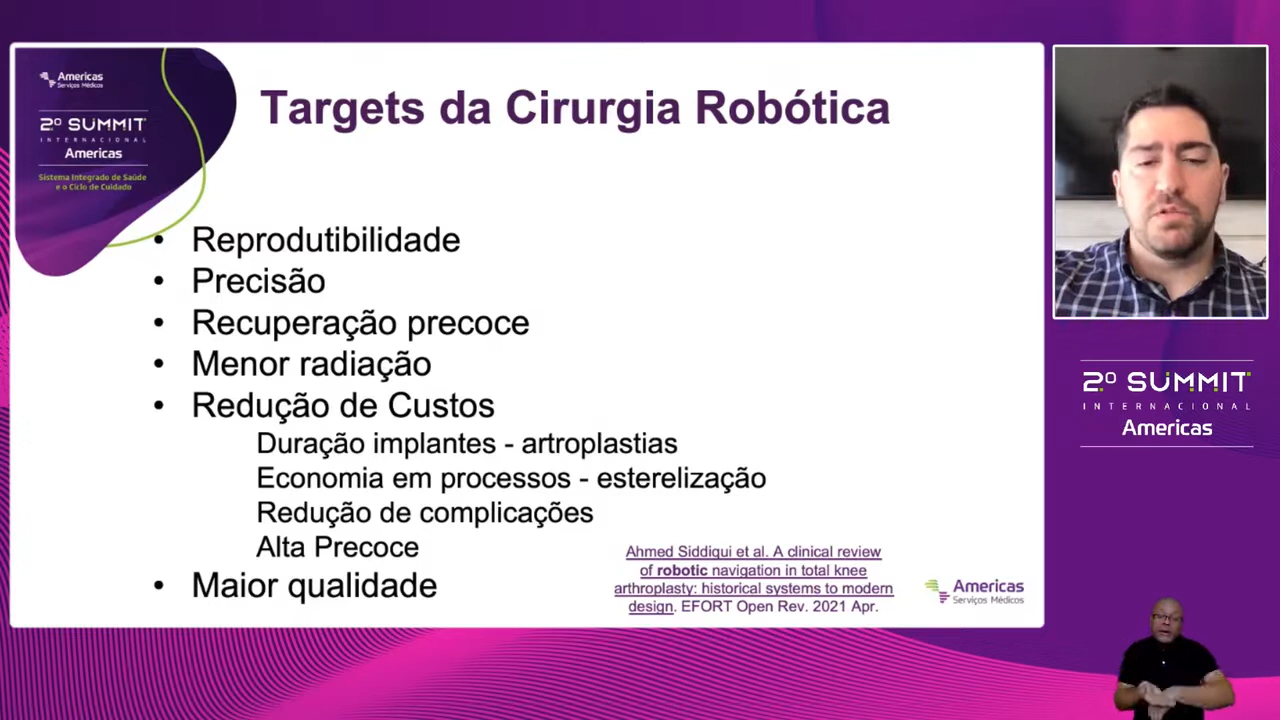 Americas
Serviços Médicos
2º SUMMIT
INTERNACIONAL
Americas
Sistema Integrado de Saúde
e o Ciclo de Cuidado
Targets da Cirurgia Robótica
• Reprodutibilidade
• Precisão
• Recuperação precoce
• Menor radiação
• Redução de Custos
Duração implantes - artroplastias
Economia em processos - esterelização
Redução de complicações
Alta Precoce
• Maior qualidade
Ahmed Siddiqui et al. A clinical review
of robotic navigation in total knee
arthroplasty: historical systems to modern
design. EFORT Open Rev. 2021 Apr.
Americas
Serviços Médicos
2º SUMMIT
INTERNACIONAL
Americas